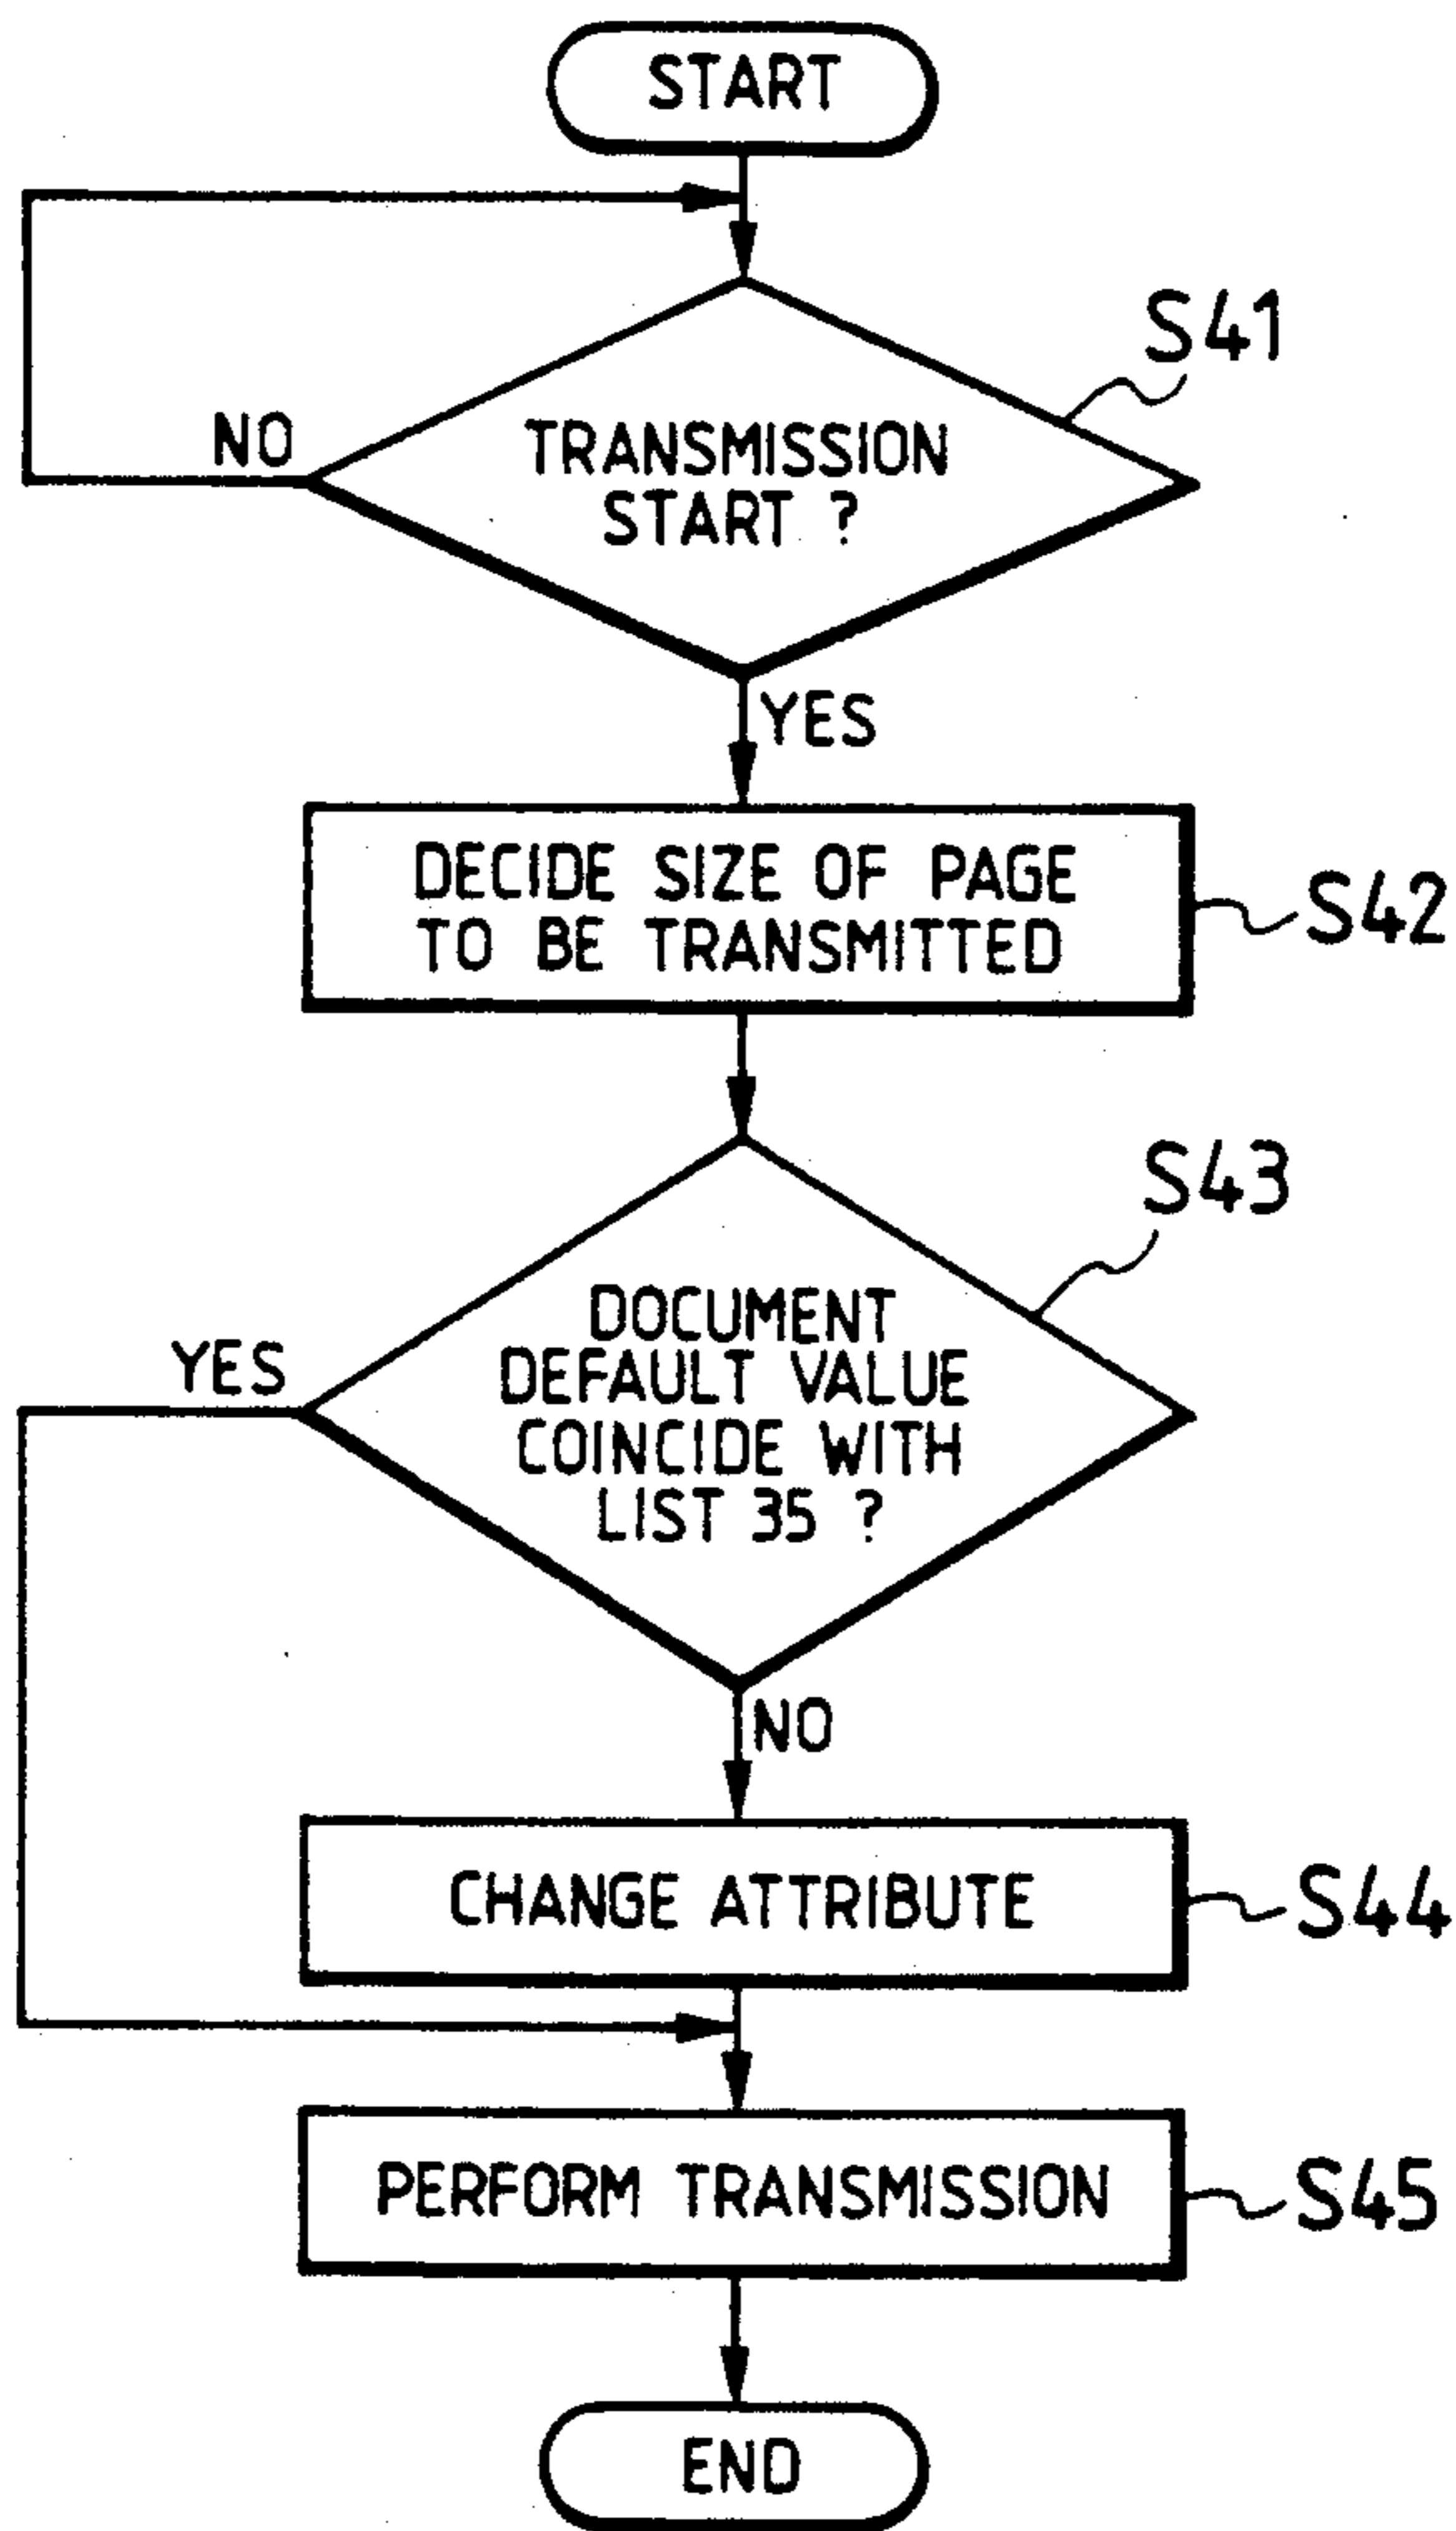 START
S41
NO
TRANSMISSION
START ?
YES
DECIDE SIZE OF PAGE
TO BE TRANSMITTED
S42
S43
YES
DOCUMENT
DEFAULT VALUE
COINCIDE WITH
LIST 35 ?
NO
CHANGE ATTRIBUTE
S44
PERFORM TRANSMISSION
S45
END